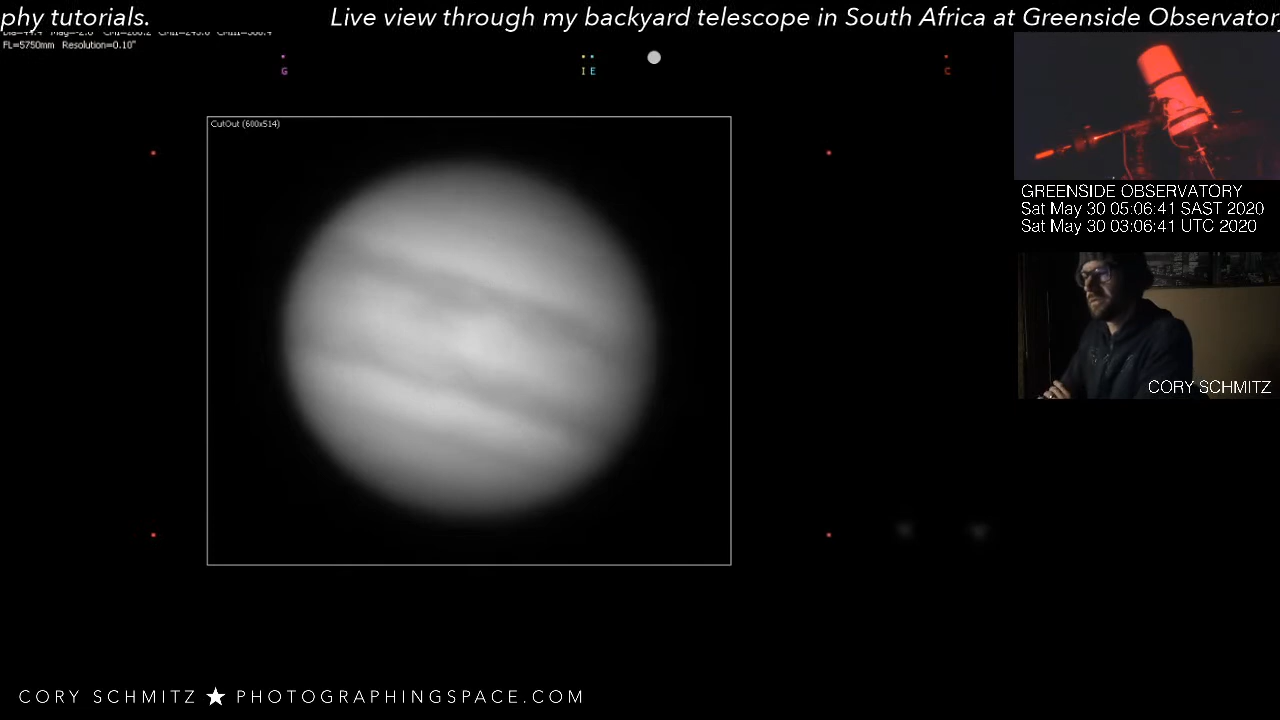 phy tutorials. Live view through my backyard telescope in South Africa at Greenside Observator
FL=5750mm Resolution=0.10"
G I E C
CutOut (600x514)
GREENSIDE OBSERVATORY
Sat May 30 05:06:41 SAST 2020
Sat May 30 03:06:41 UTC 2020
CORY SCHMITZ
CORY SCHMITZ ★ PHOTOGRAPHINGSPACE.COM